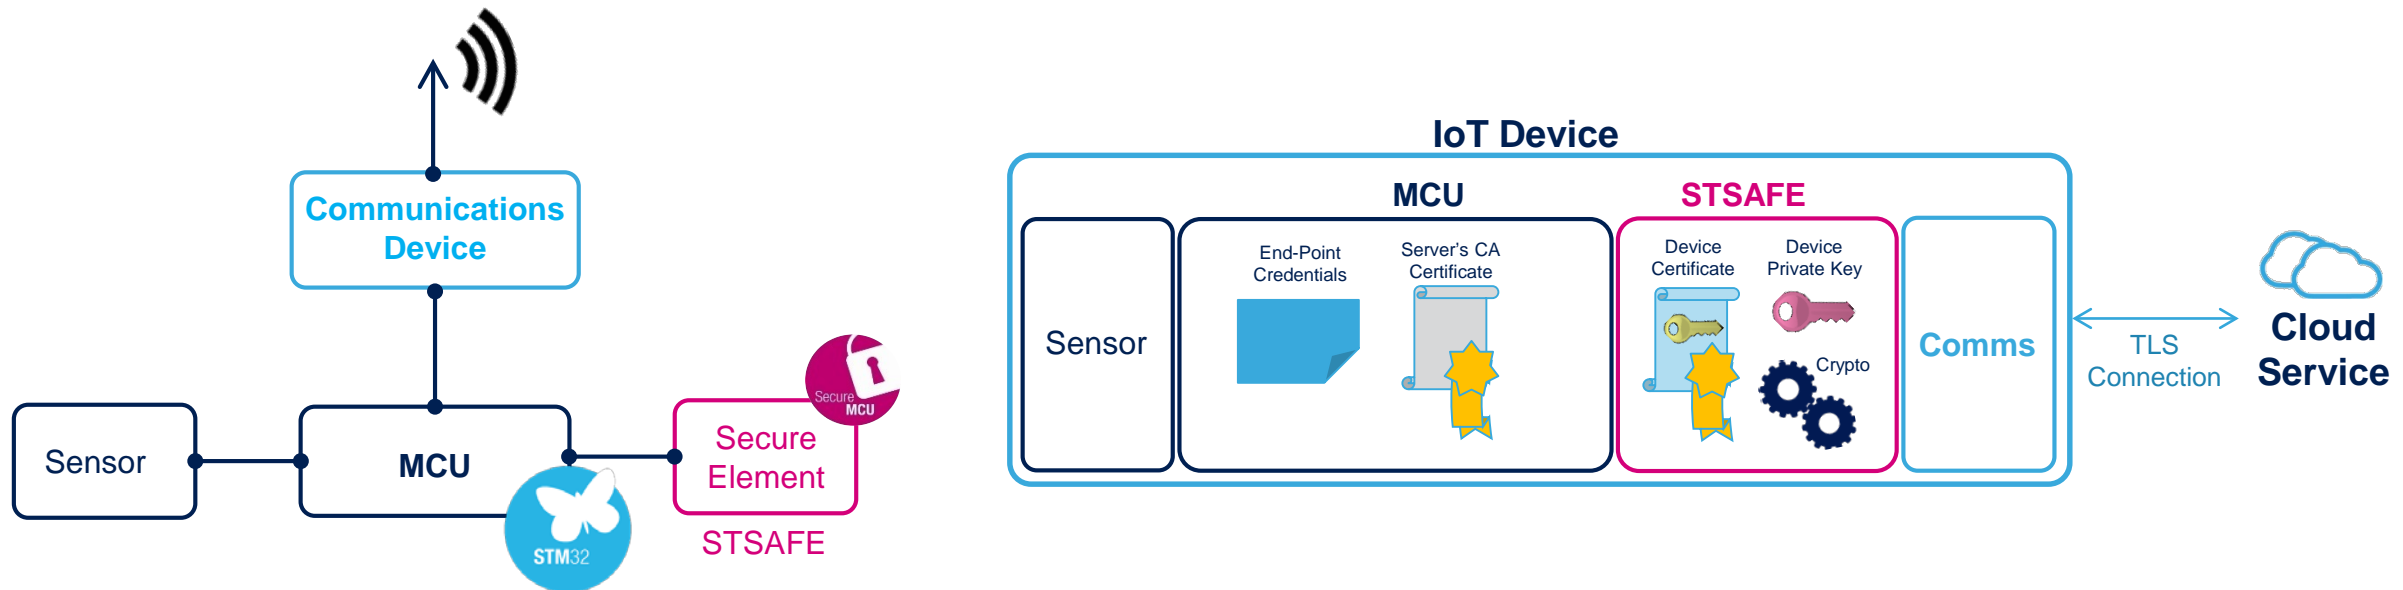 Communications
Device
Sensor
MCU
STM32
Secure
MCU
Secure
Element
STSAFE
IoT Device
MCU
STSAFE
Sensor
End-Point
Credentials
Server's CA
Certificate
Device
Certificate
Device
Private Key
Crypto
Comms
TLS
Connection
Cloud
Service